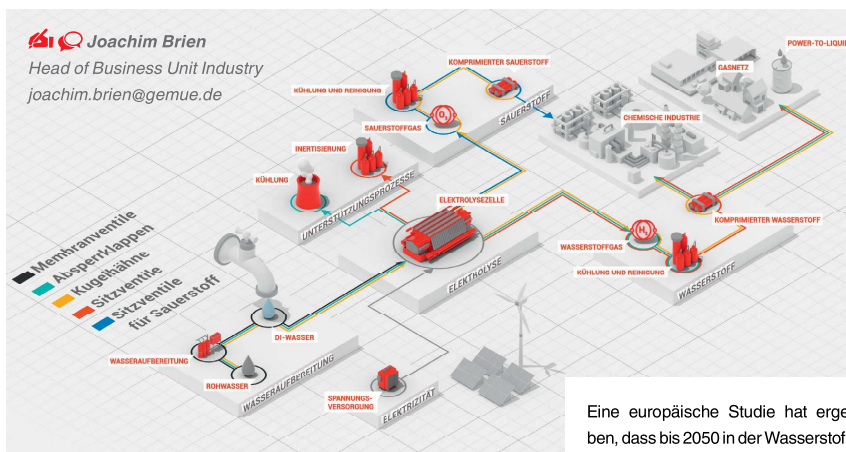 Joachim Brien
Head of Business Unit Industry
joachim.brien@gemue.de
POWER-TO-LIQUI
KOMPRIMIERTER SAUERSTOFF
GASNETZ
KÜHLUNG UND REINIGUNG
SAUERSTOFF
O₂
CHEMISCHE INDUSTRIE
SAUERSTOFFGAS
INERTISIERUNG
KÜHLUNG
UNTERSTÜTZUNGSPROZESSE
ELEKTROLYSEZELLE
KOMPRIMIERTER WASSERSTOFF
H₂
WASSERSTOFFGAS
KÜHLUNG UND REINIGUNG
WASSERSTOFF
ELEKTROLYSE
Membranventile
Absperrklappen
Kugelhähne
Sitzventile
Sitzventile
für Sauerstoff
DI-WASSER
WASSERAUFBEREITUNG
ROHWASSER
WASSERAUFBEREITUNG
SPANNUNGS-
VERSORGUNG
ELEKTRIZITÄT
Eine europäische Studie hat erge
ben, dass bis 2050 in der Wasserstof